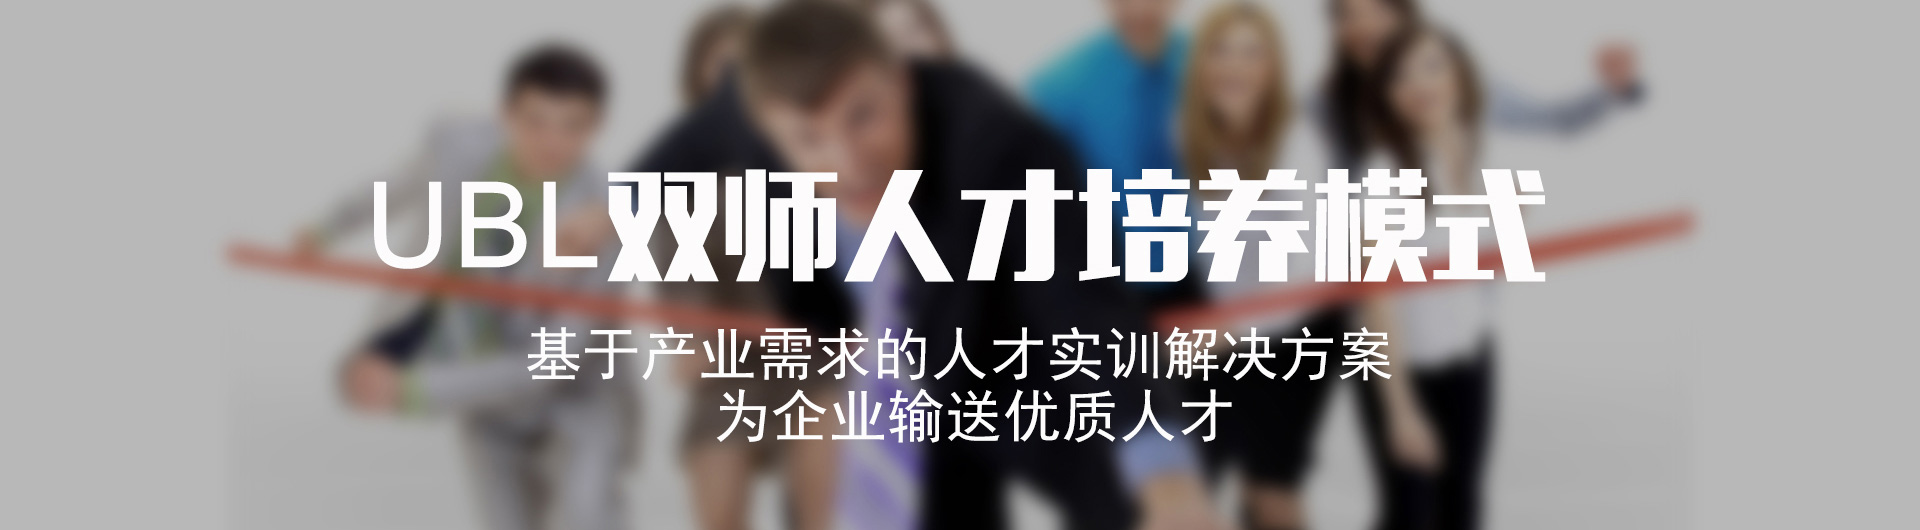 UBL双师人才培养模式
基于产业需求的人才实训解决方案
为企业输送优质人才